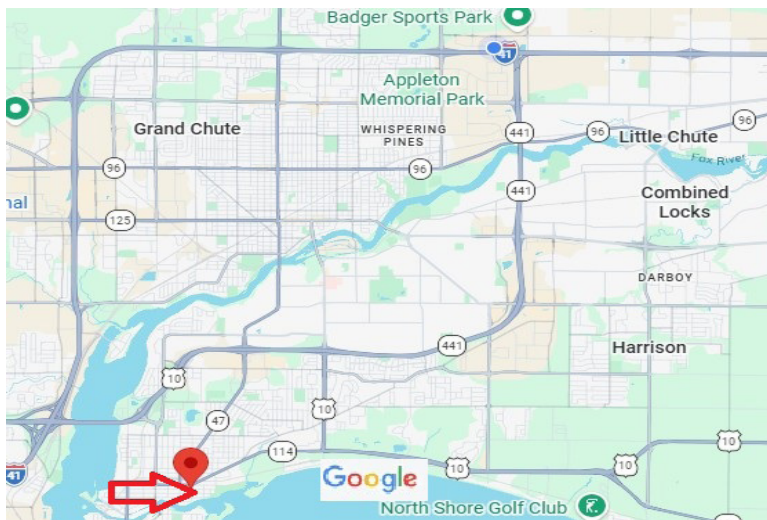 Badger Sports Park
41
Appleton
Memorial Park
Grand Chute
WHISPERING
PINES
441
96
Little Chute
96
Fox River
96
96
441
Combined
Locks
nal
125
DARBOY
441
Harrison
10
10
47
10
114
10
10
41
Google
North Shore Golf Club